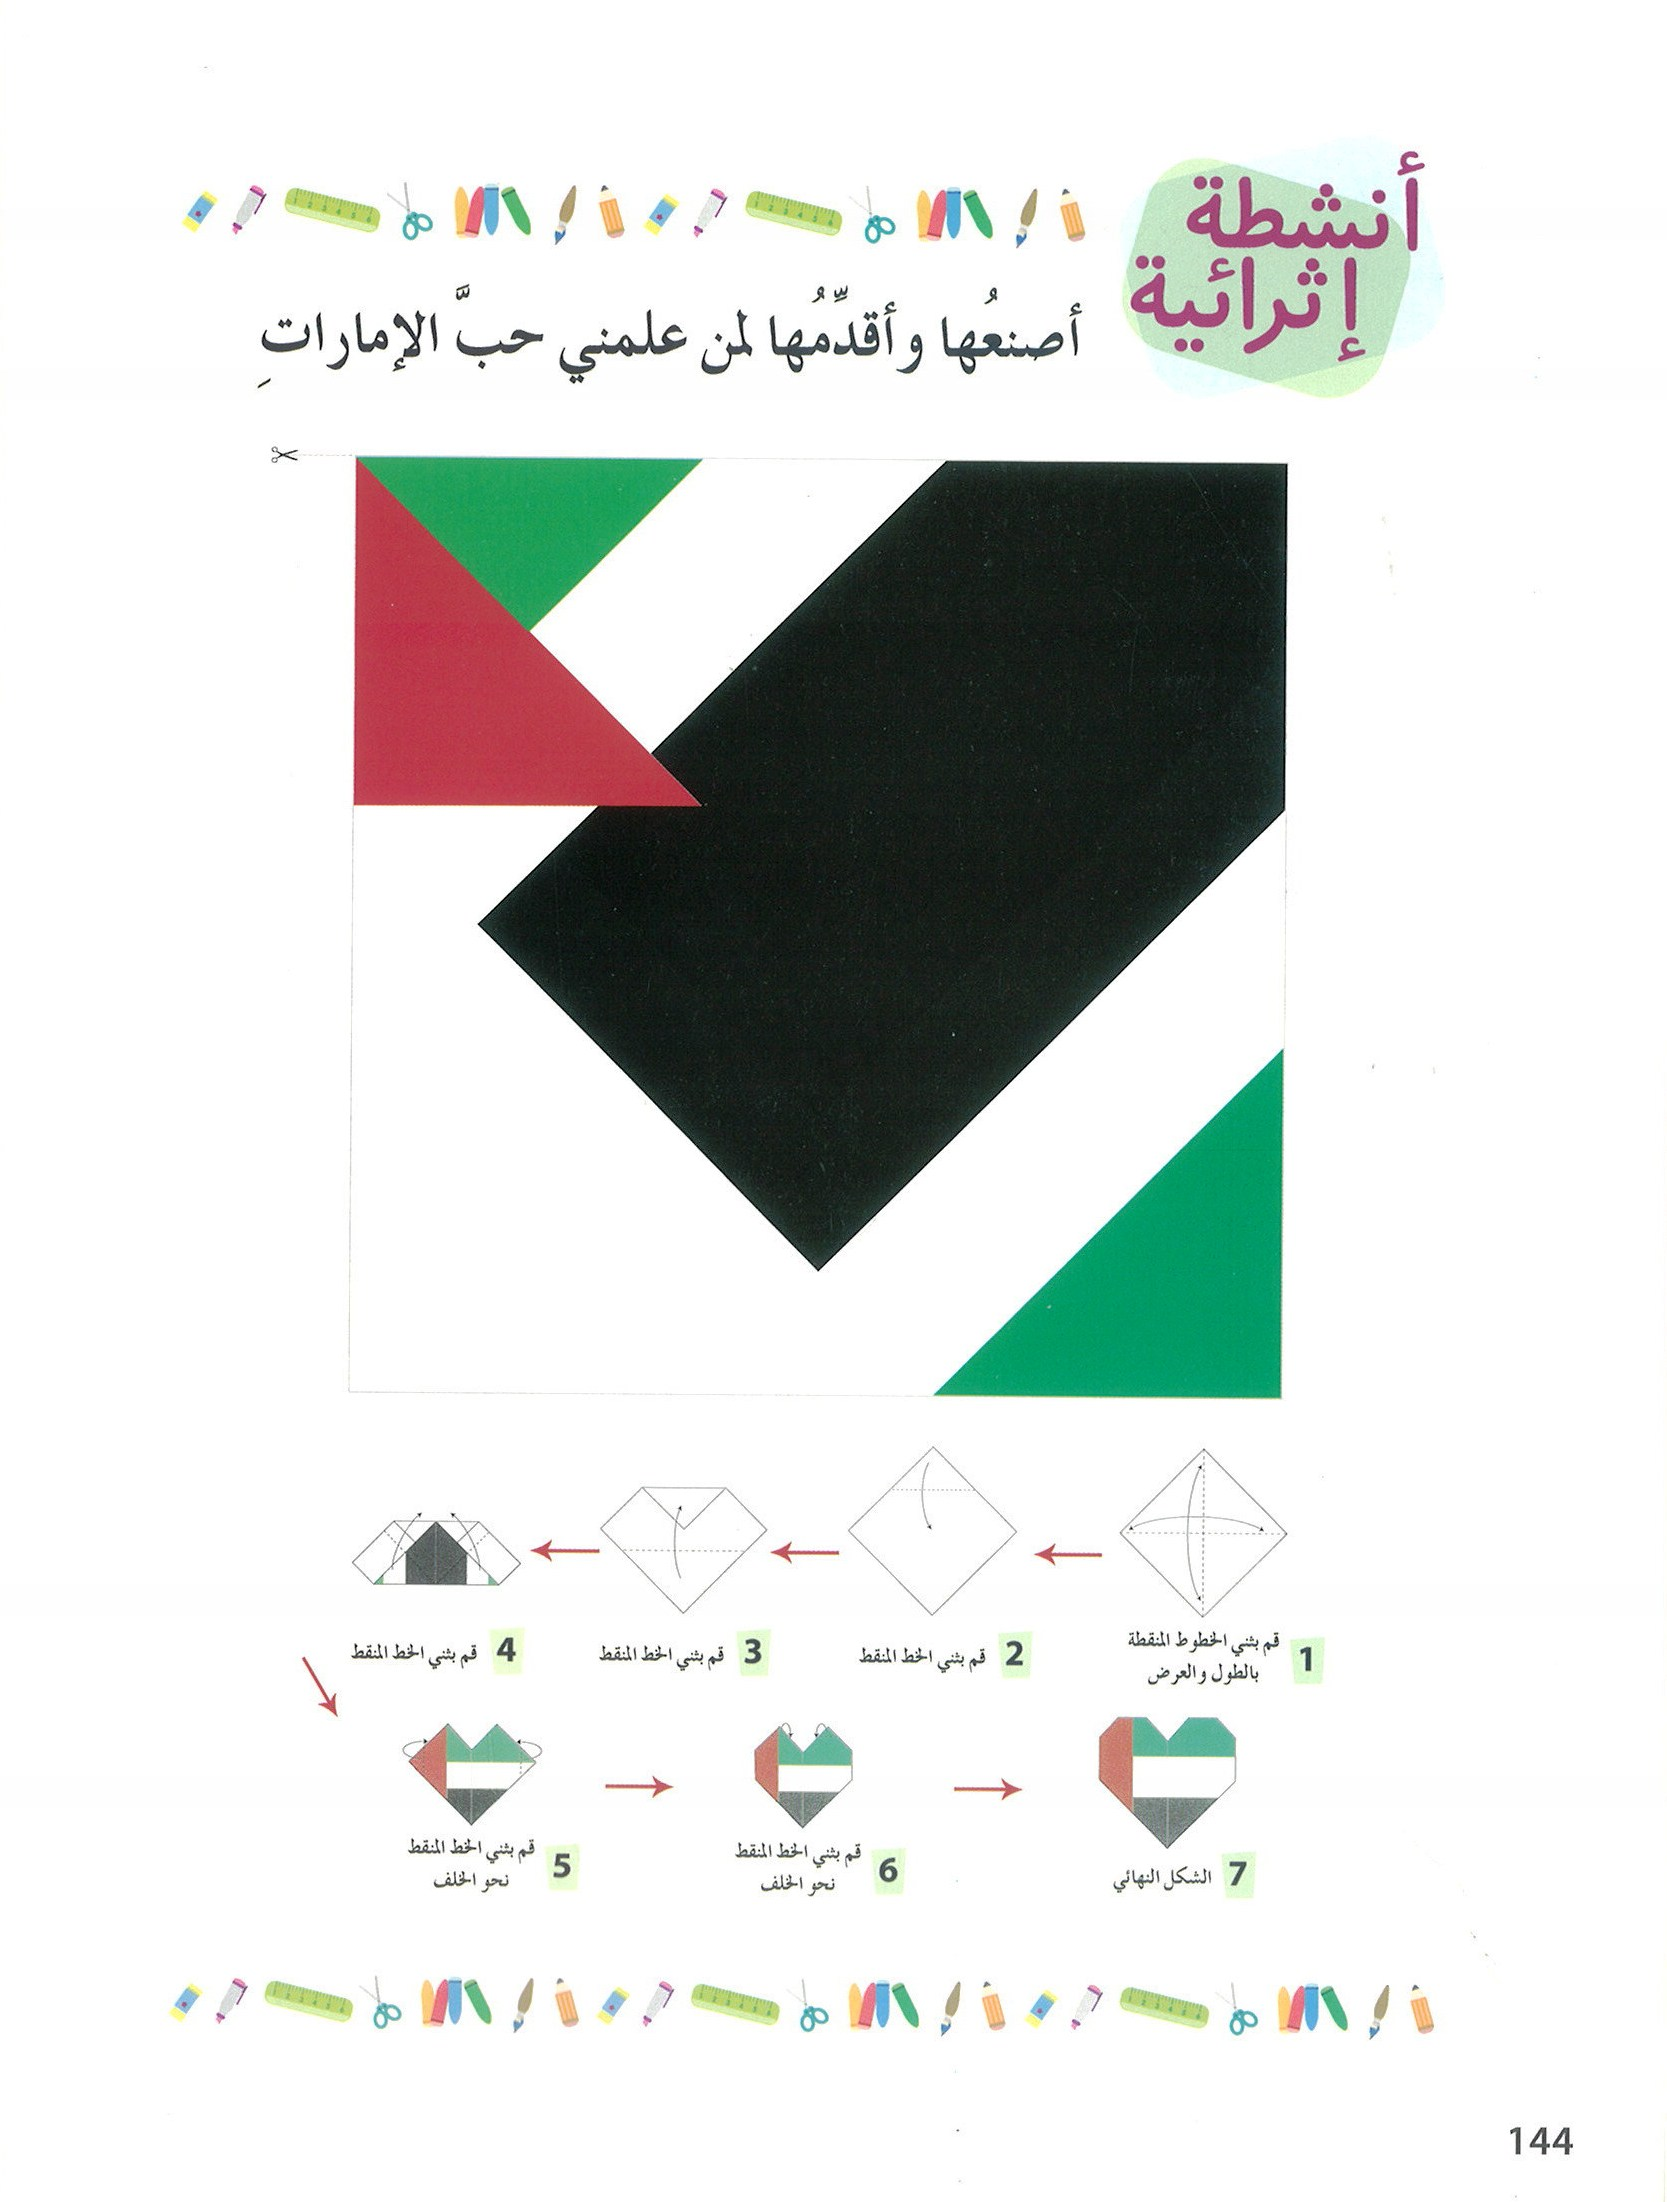 أنشطة
إثرائية
أصنعُها وأقدِّمُها لمن علمني حبَّ الإماراتِ
1 قم بثني الخطوط المنقطة
بالطول والعرض
2 قم بثني الخط المنقط
3 قم بثني الخط المنقط
4 قم بثني الخط المنقط
5 قم بثني الخط المنقط
نحو الخلف
6 قم بثني الخط المنقط
نحو الخلف
7 الشكل النهائي
144